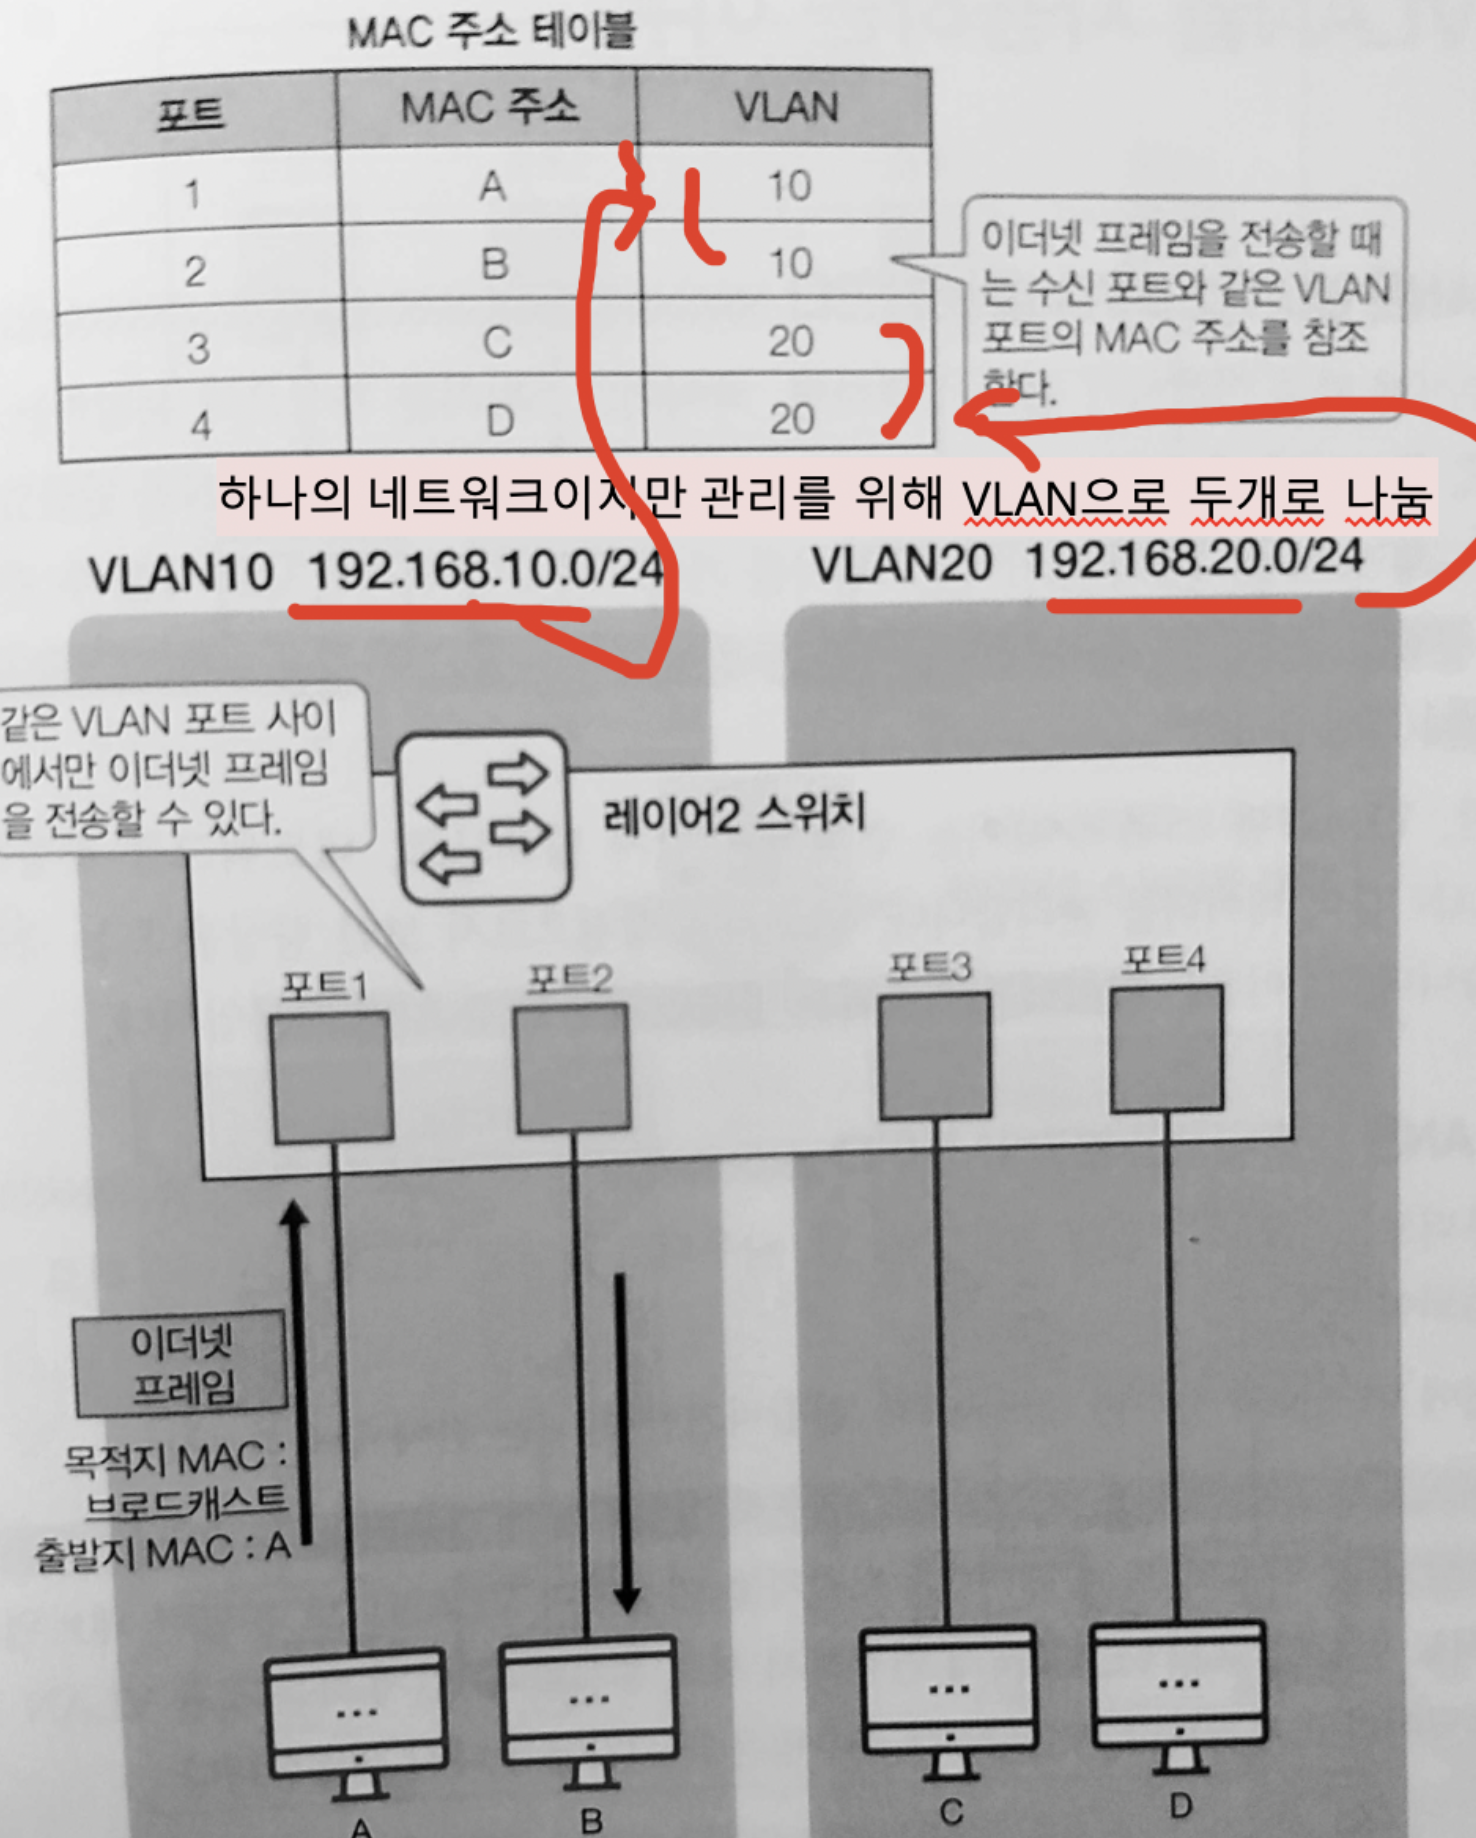 MAC 주소 테이블
포트 MAC 주소 VLAN
1 A 10
2 B 10
3 C 20
4 D 20
이더넷 프레임을 전송할 때
는 수신 포트와 같은 VLAN
포트의 MAC 주소를 참조
한다.
하나의 네트워크이지만 관리를 위해 VLAN으로 두개로 나눔
VLAN10 192.168.10.0/24
VLAN20 192.168.20.0/24
같은 VLAN 포트 사이
에서만 이더넷 프레임
을 전송할 수 있다.
레이어2 스위치
포트1
포트2
포트3
포트4
이더넷
프레임
목적지 MAC :
브로드캐스트
출발지 MAC : A
A
B
C
D